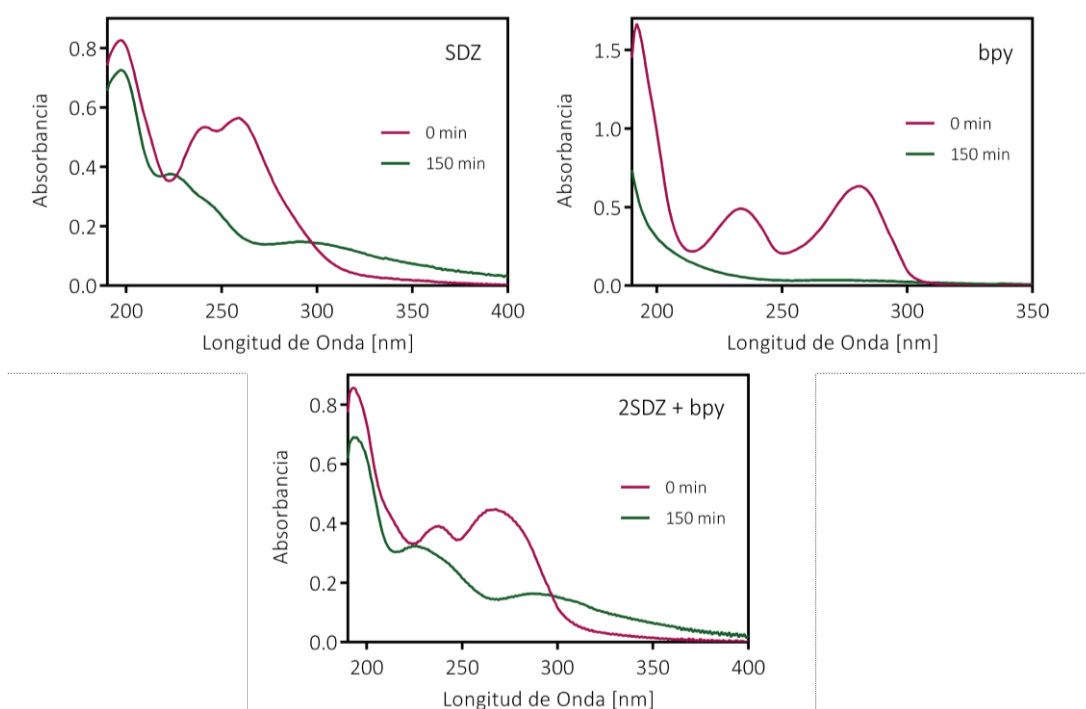 SDZ
0 min
150 min
0.8
0.6
0.4
0.2
0.0
200 250 300 350 400
Absorbancia
Longitud de Onda [nm]
bpy
0 min
150 min
1.5
1.0
0.5
0.0
200 250 300 350
Absorbancia
Longitud de Onda [nm]
2SDZ + bpy
0 min
150 min
0.8
0.6
0.4
0.2
0.0
200 250 300 350 400
Absorbancia
Longitud de Onda [nm]